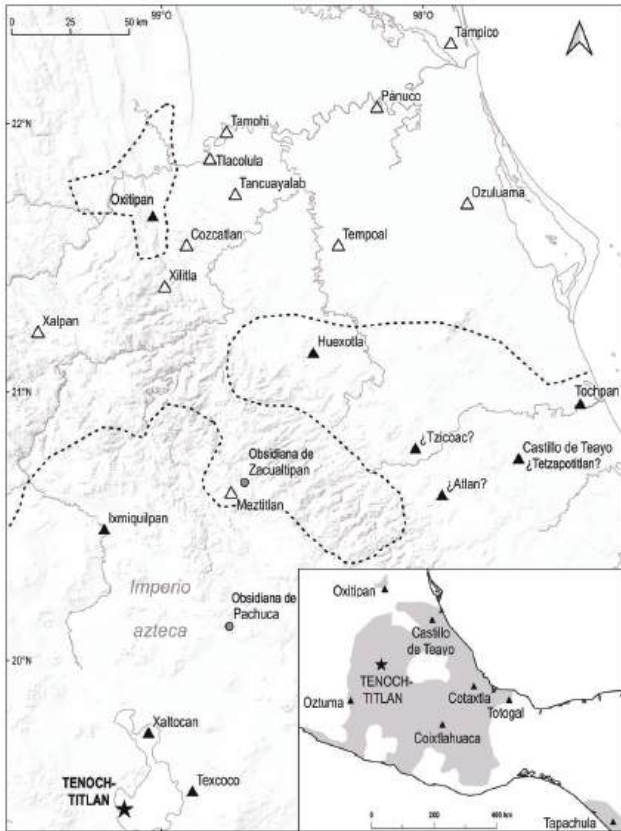 99°O
98°O
0 25 50 km
Tampico
Pánuco
22°N
Tamohi
Tlacolula
Tancuayalab
Oxitipan
Ozuluama
Cozcatlan
Tempoal
Xilitla
Xalpan
Huexotla
21°N
Tochpan
¿Tzicoac?
Castillo de Teayo
¿Tetzapotitlan?
Obsidiana de
Zacualtipan
¿Atlan?
Meztitlan
Ixmiquilpan
Imperio
azteca
Obsidiana de
Pachuca
20°N
Xaltocan
Texcoco
TENOCH-
TITLAN
Oxitipan
Castillo
de Teayo
TENOCH-
TITLAN
Oztuma
Cotaxtla
Totogal
Coixtlahuaca
0 200 400 km
Tapachula